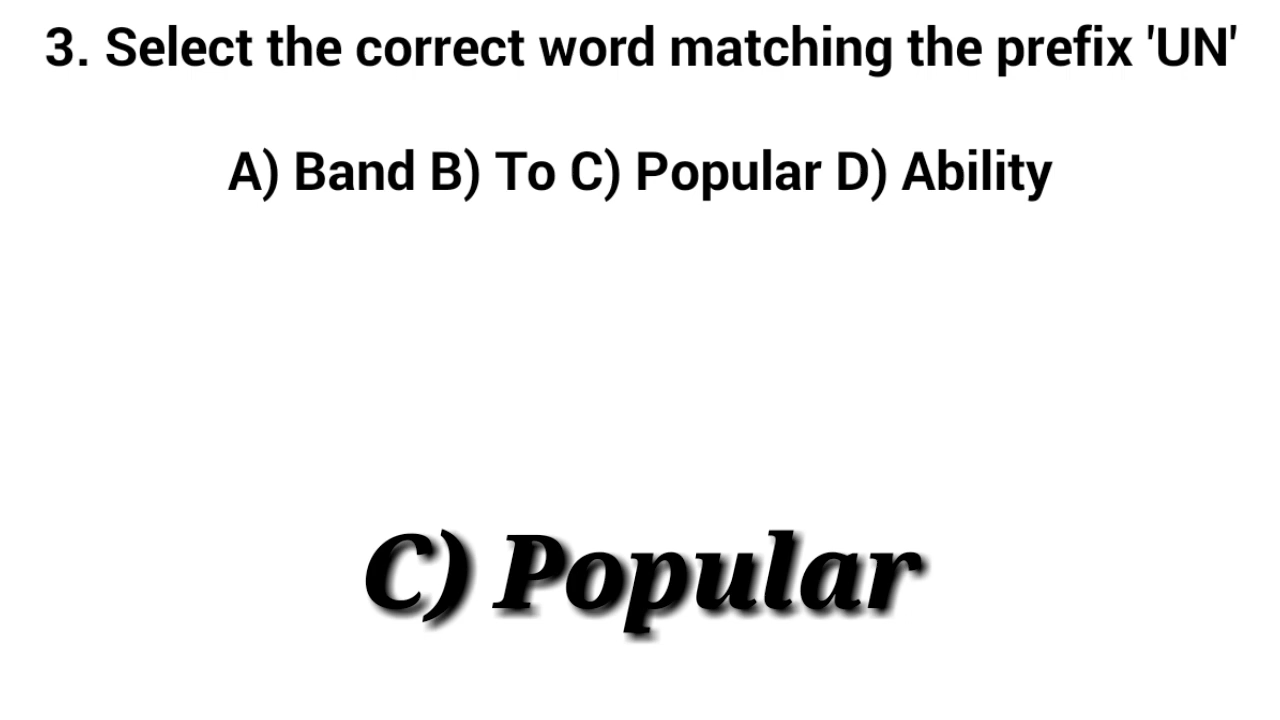 3. Select the correct word matching the prefix 'UN'
A) Band B) To C) Popular D) Ability
C) Popular